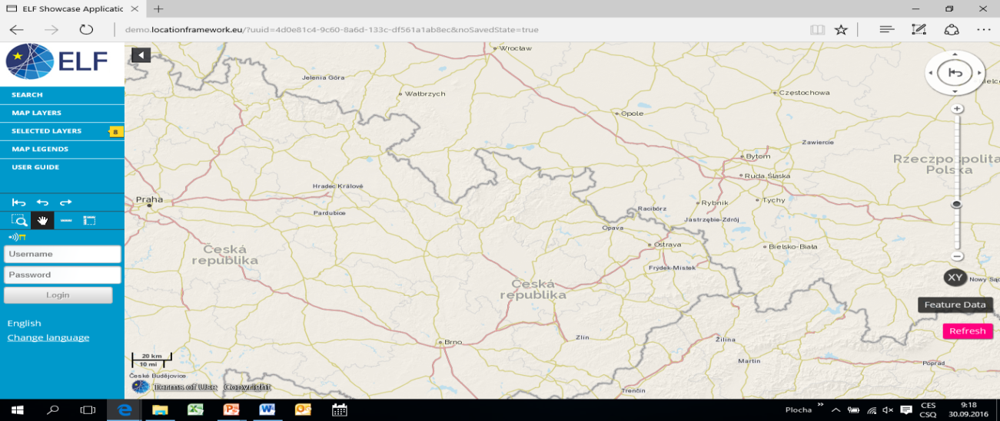 ELF Showcase Applicatic
demo.locationframework.eu/?uuid=4d0e81c4-9c60-8a6d-133c-df561a1ab8ec&noSavedState=true
ELF
SEARCH
MAP LAYERS
SELECTED LAYERS 8
MAP LEGENDS
USER GUIDE
Username
Password
Login
English
Change language
Wrocław
Jelenia Góra
Wałbrzych
Częstochowa
Opole
Zawiercie
Bytom
Rzeczpospolita
Polska
Ruda Śląska
Hradec Králové
Praha
Rybnik
Tychy
Racibórz
Pardubice
Jastrzębie-Zdrój
Opava
Ostrava
Bielsko-Biała
Česká
republika
Frýdek-Místek
Česká
republika
XY
Nowy Są
Feature Data
Refresh
Brno
Zlín
Žilina
20 km
10 mi
Martin
Poprad
České Budějovice
Terms of Use Copyright
Trenčín
Plocha
CES
CSQ
9:18
30.09.2016